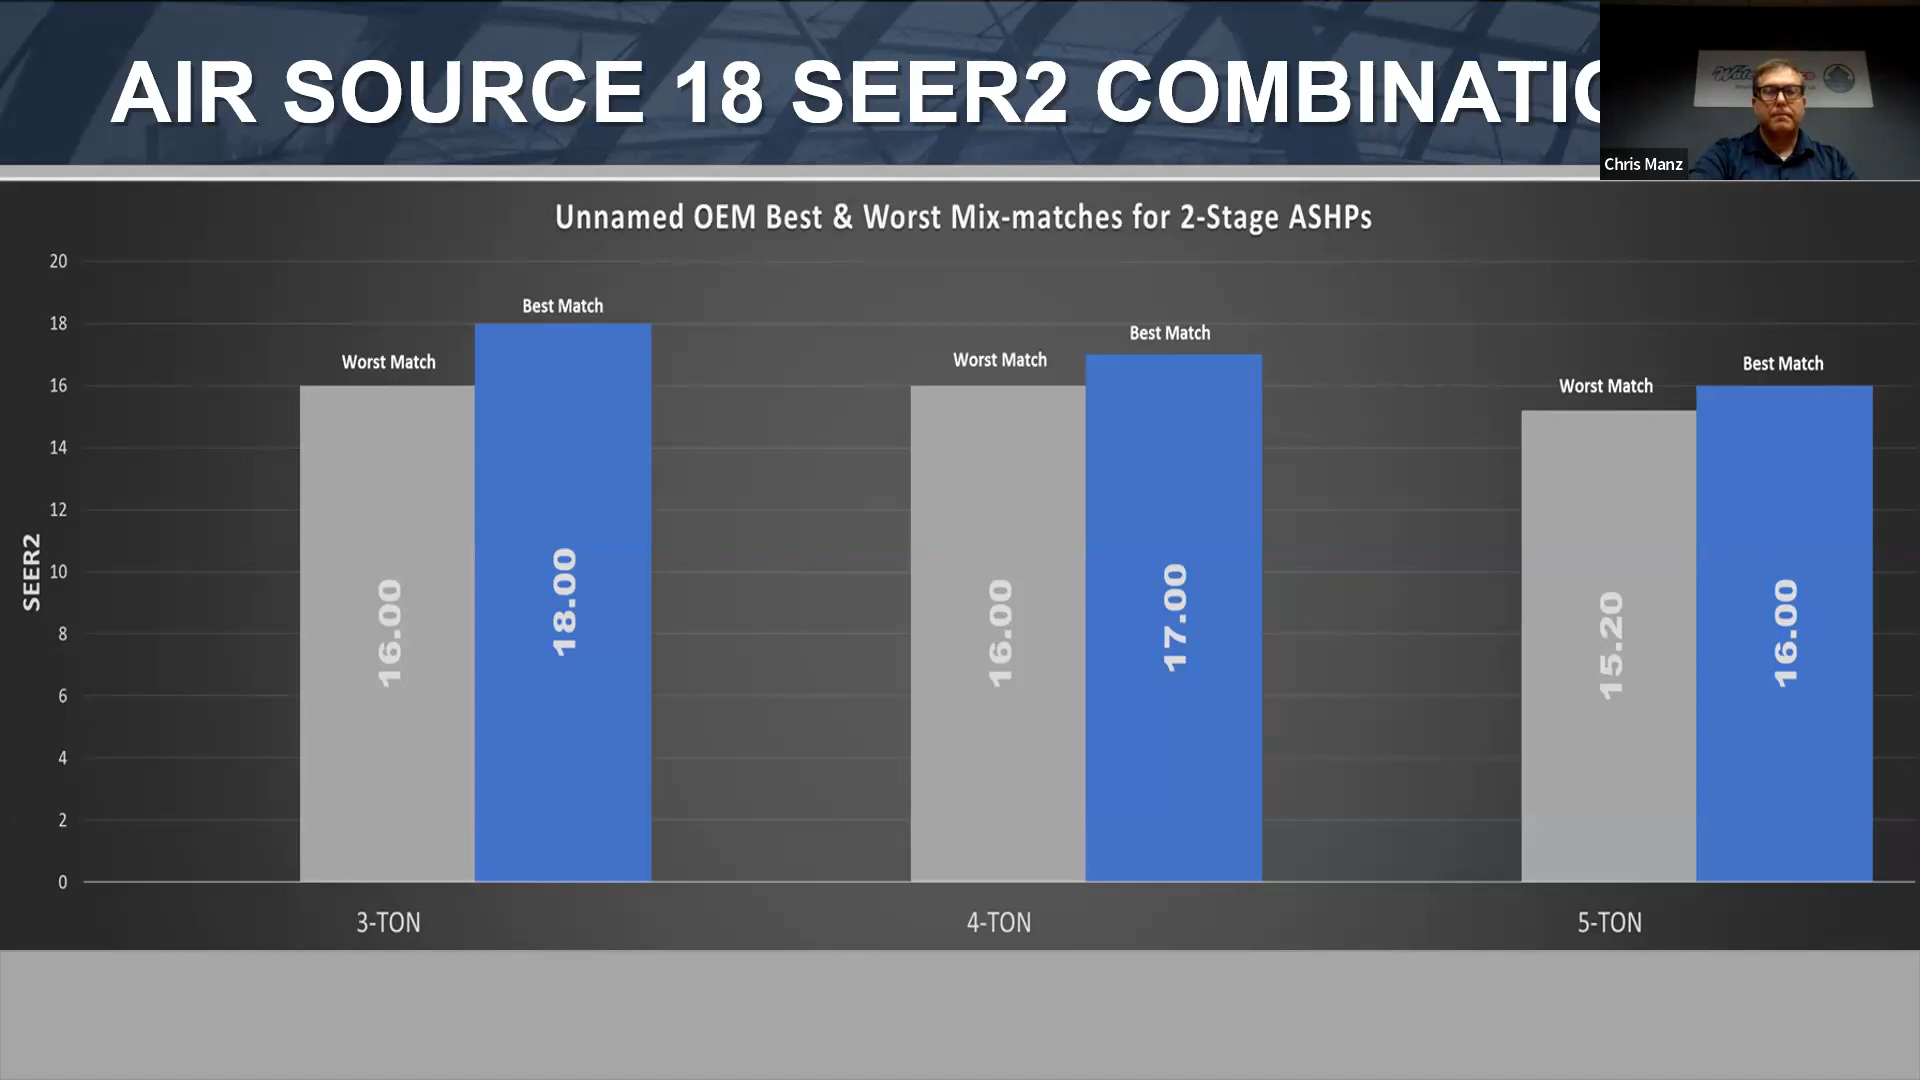 AIR SOURCE 18 SEER2 COMBINATIO
Chris Manz
Unnamed OEM Best & Worst Mix-matches for 2-Stage ASHPs
20
18
16
14
12
10
8
6
4
2
0
SEER2
Worst Match
Best Match
16.00
18.00
Worst Match
Best Match
16.00
17.00
Worst Match
Best Match
15.20
16.00
3-TON
4-TON
5-TON